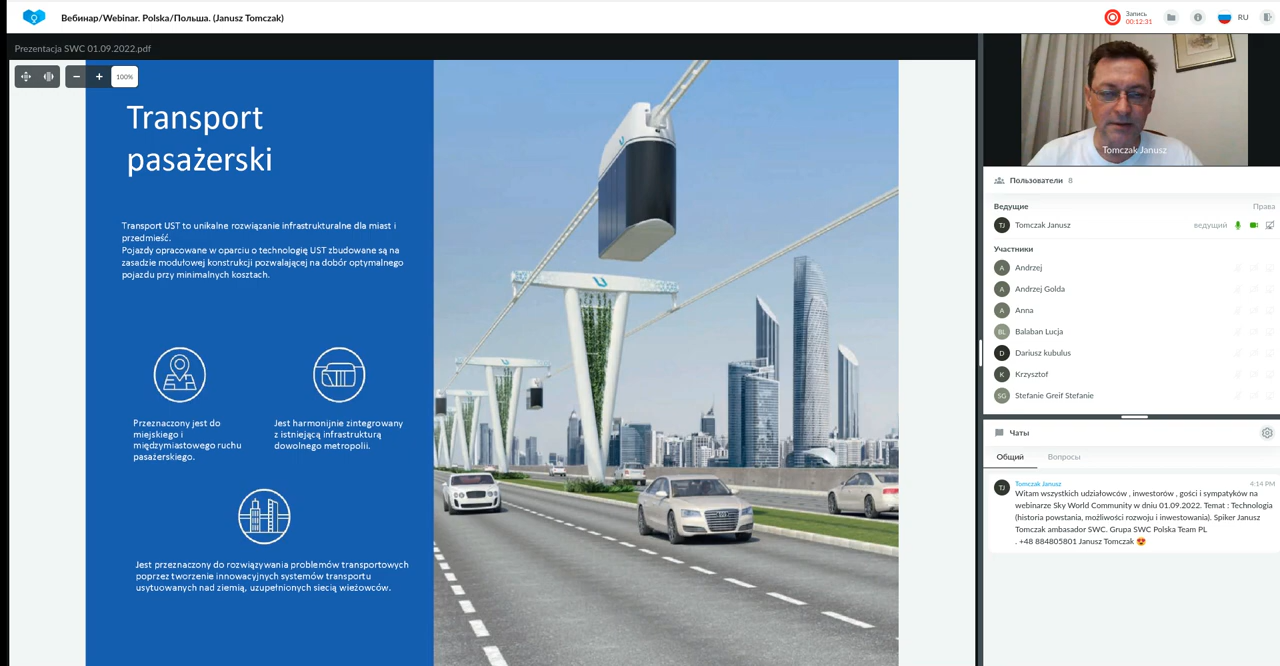 Вебинар/Webinar. Polska/Польша. (Janusz Tomczak)
Запись
00:12:31
RU
Prezentacja SWC 01.09.2022.pdf
100%
Transport
pasażerski
Transport UST to unikalne rozwiązanie infrastrukturalne dla miast i
przedmieść.
Pojazdy opracowane w oparciu o technologię UST zbudowane są na
zasadzie modułowej konstrukcji pozwalającej na dobór optymalnego
pojazdu przy minimalnych kosztach.
Przeznaczony jest do
miejskiego i
międzymiastowego ruchu
pasażerskiego.
Jest harmonijnie zintegrowany
z istniejącą infrastrukturą
dowolnego metropolii.
Jest przeznaczony do rozwiązywania problemów transportowych
poprzez tworzenie innowacyjnych systemów transportu
usytuowanych nad ziemią, uzupełnionych siecią wieżowców.
Tomczak Janusz
Пользователи 8
Ведущие Права
TJ Tomczak Janusz ведущий
Участники
A Andrzej
A Andrzej Golda
A Anna
BL Balaban Łucja
D Dariusz kubulus
K Krzysztof
SG Stefanie Greif Stefanie
Чаты
Общий Вопросы
TJ Tomczak Janusz 4:14 PM
Witam wszystkich udziałowców , inwestorów , gości i sympatyków na
webinarze Sky World Community w dniu 01.09.2022. Temat : Technologia
(historia powstania, możliwości rozwoju i inwestowania). Spiker Janusz
Tomczak ambasador SWC. Grupa SWC Polska Team PL
. +48 884805801 Janusz Tomczak 😍